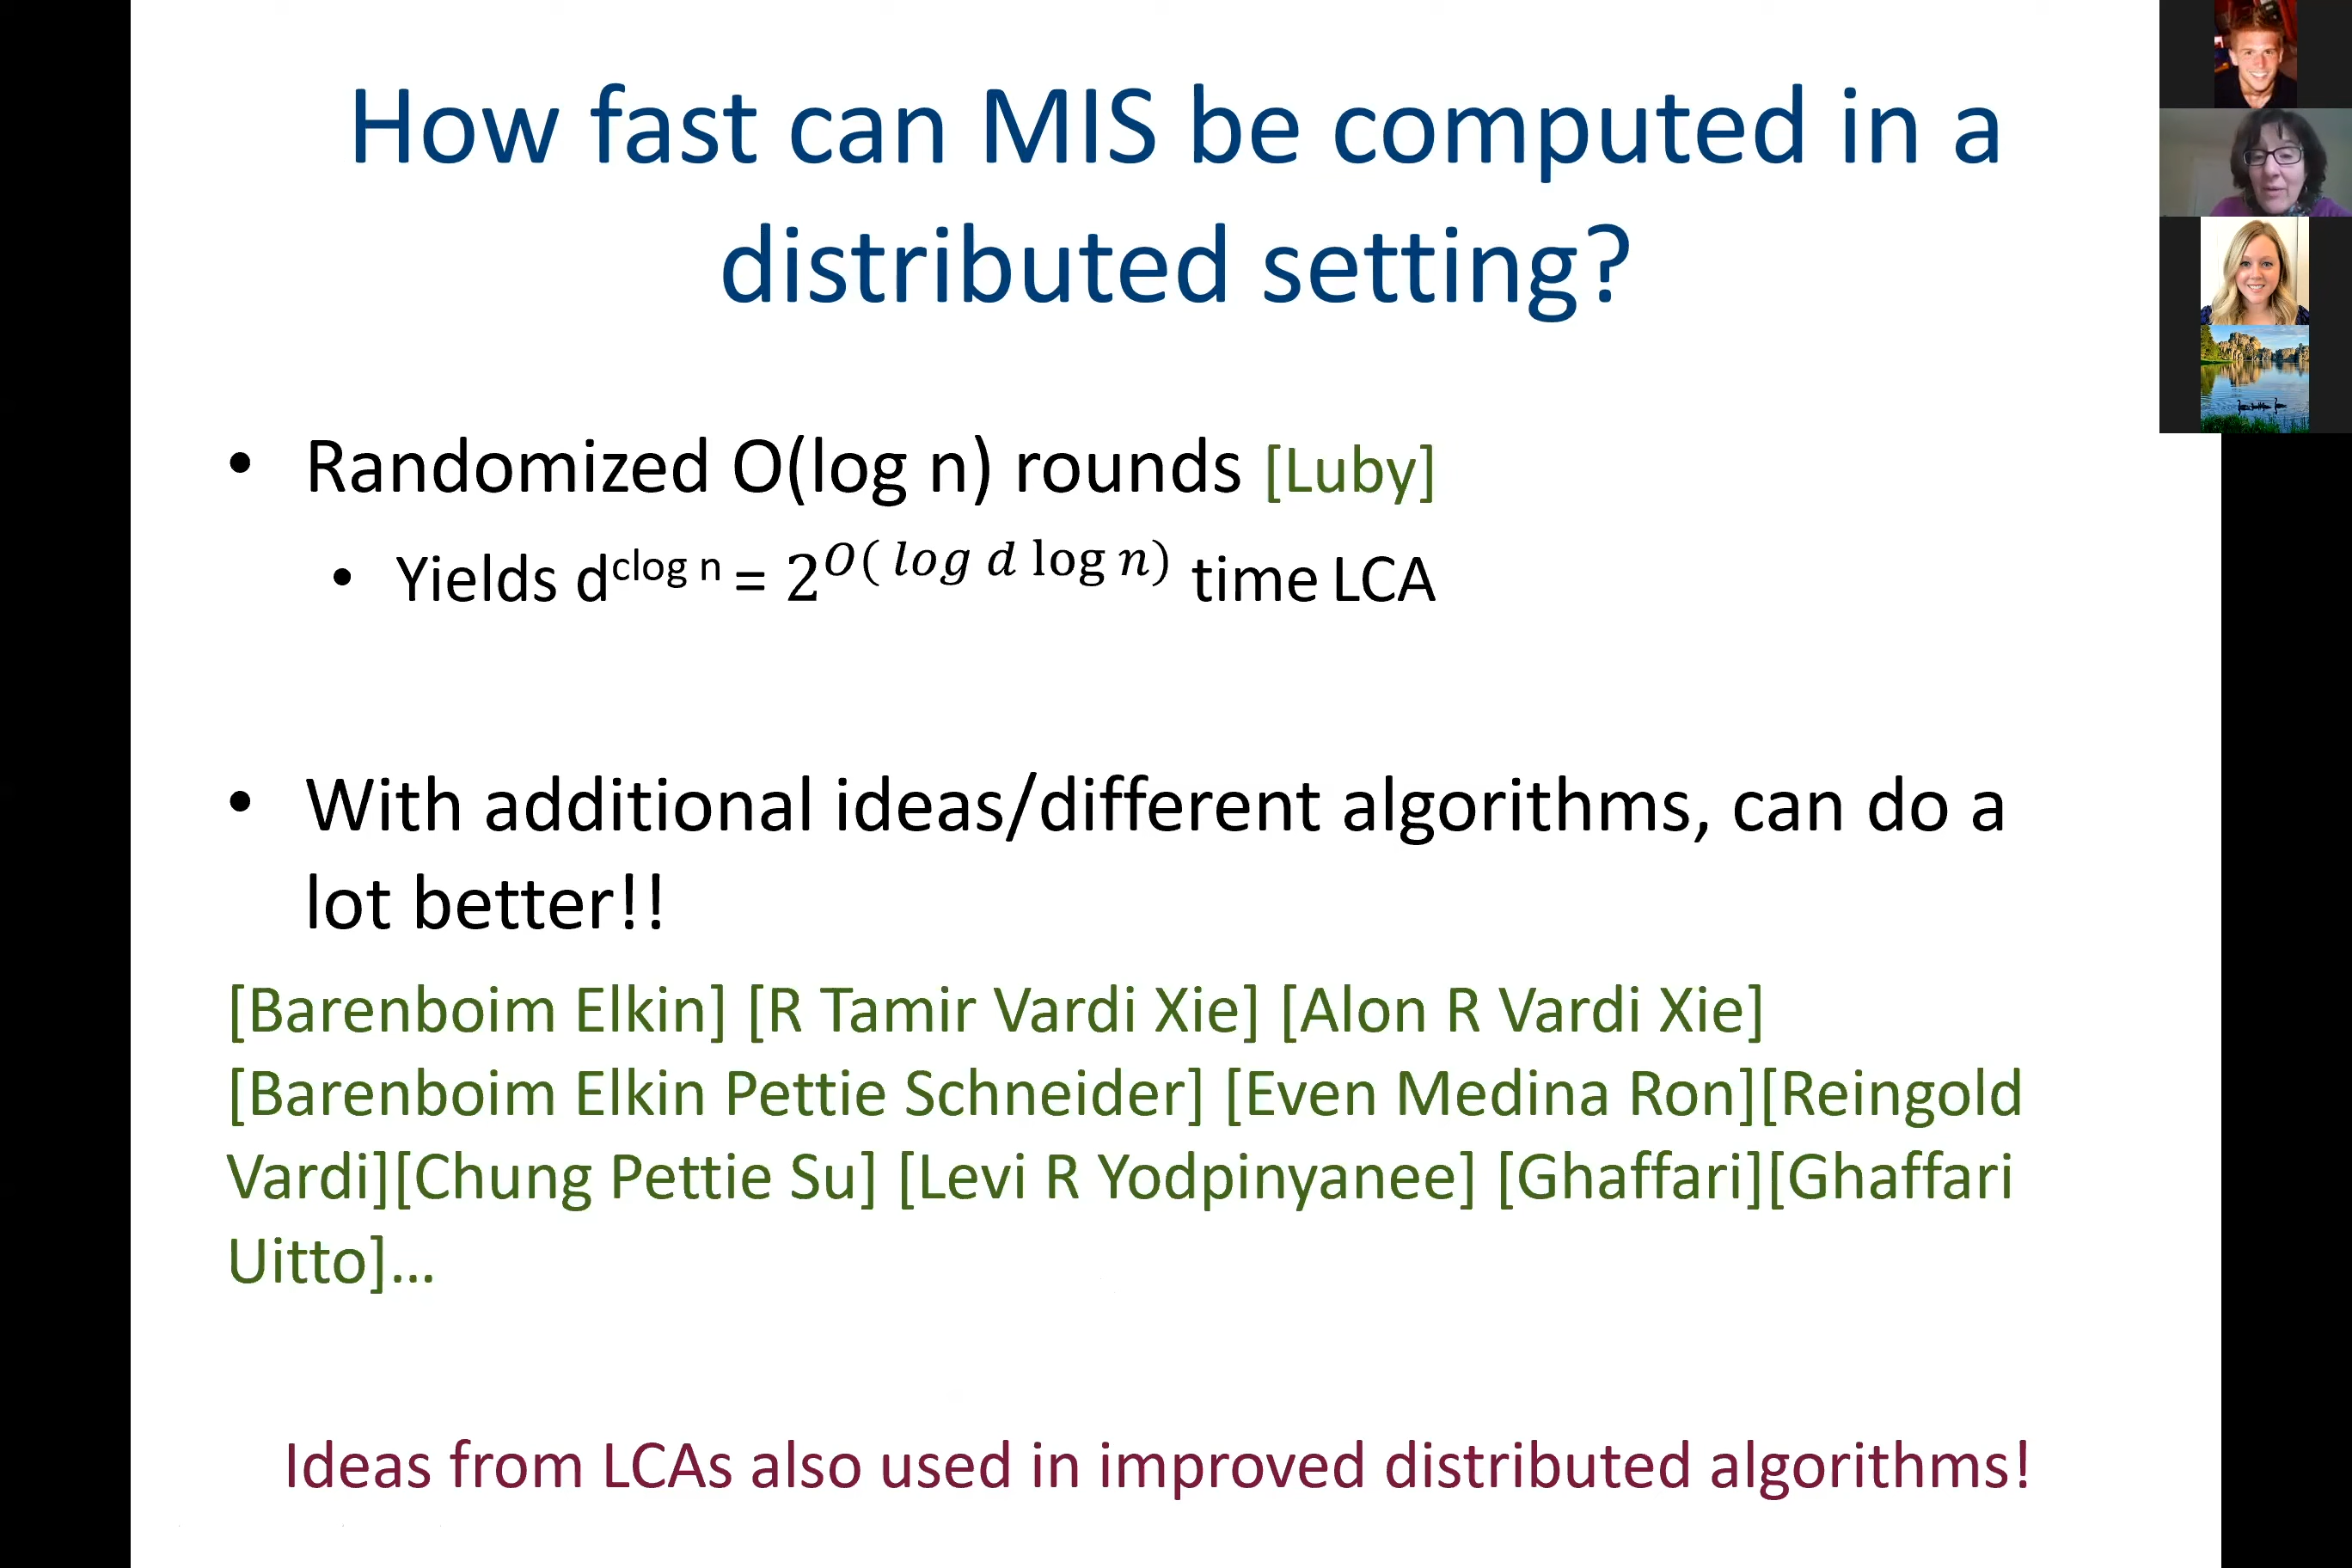 How fast can MIS be computed in a
distributed setting?
• Randomized O(log n) rounds [Luby]
• Yields d^clog n = 2^O( log d log n) time LCA
• With additional ideas/different algorithms, can do a
lot better!!
[Barenboim Elkin] [R Tamir Vardi Xie] [Alon R Vardi Xie]
[Barenboim Elkin Pettie Schneider] [Even Medina Ron][Reingold
Vardi][Chung Pettie Su] [Levi R Yodpinyanee] [Ghaffari][Ghaffari
Uitto]...
Ideas from LCAs also used in improved distributed algorithms!